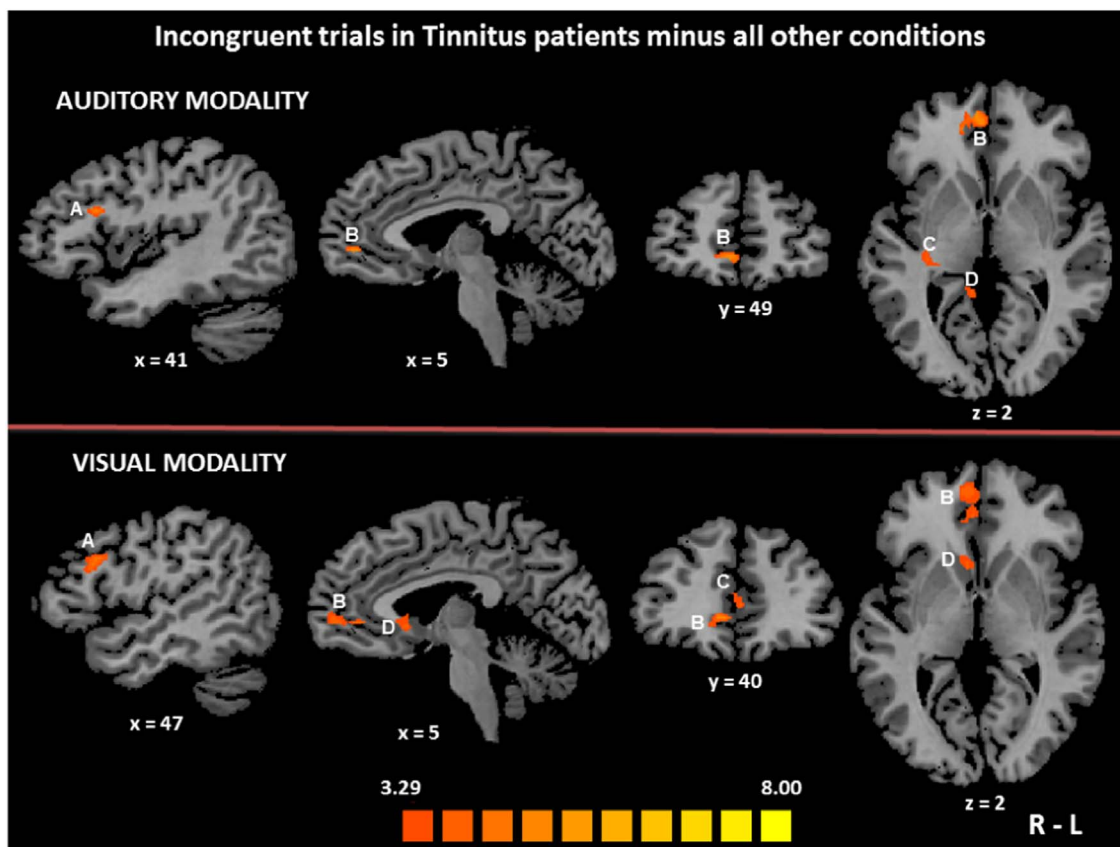 Incongruent trials in Tinnitus patients minus all other conditions
AUDITORY MODALITY
A
B
B
B
C
D
x = 41
x = 5
y = 49
z = 2
VISUAL MODALITY
A
B
D
C
B
B
D
x = 47
x = 5
y = 40
z = 2
3.29
8.00
R - L